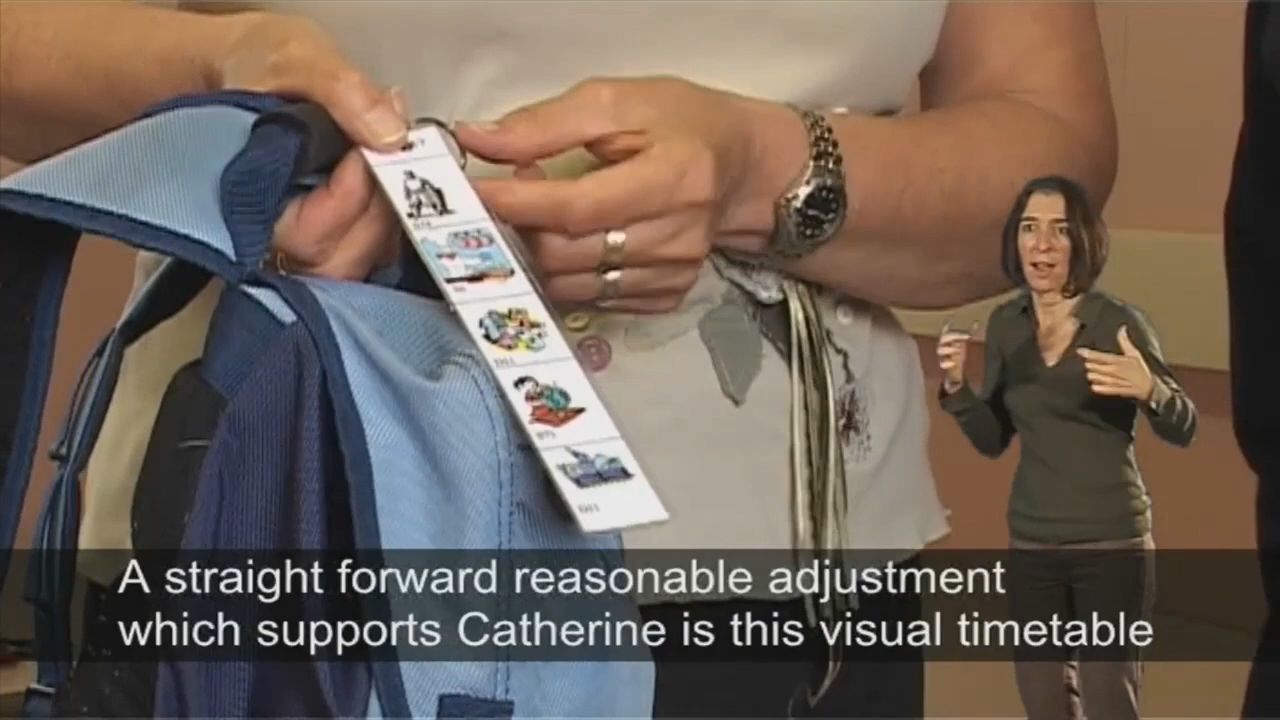 A straight forward reasonable adjustment
which supports Catherine is this visual timetable